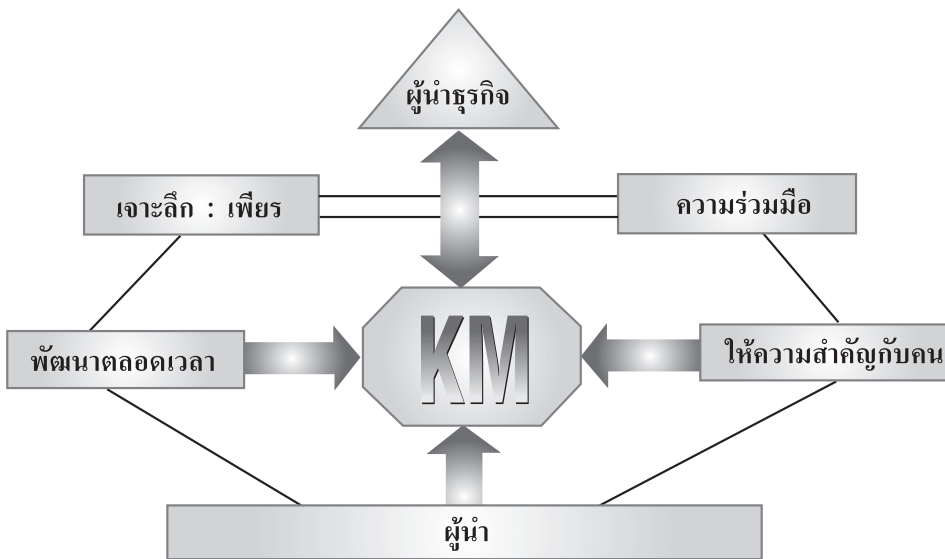 ผู้นำธุรกิจ
เจาะลึก : เพียร
ความร่วมมือ
พัฒนาตลอดเวลา
KM
ให้ความสำคัญกับคน
ผู้นำ